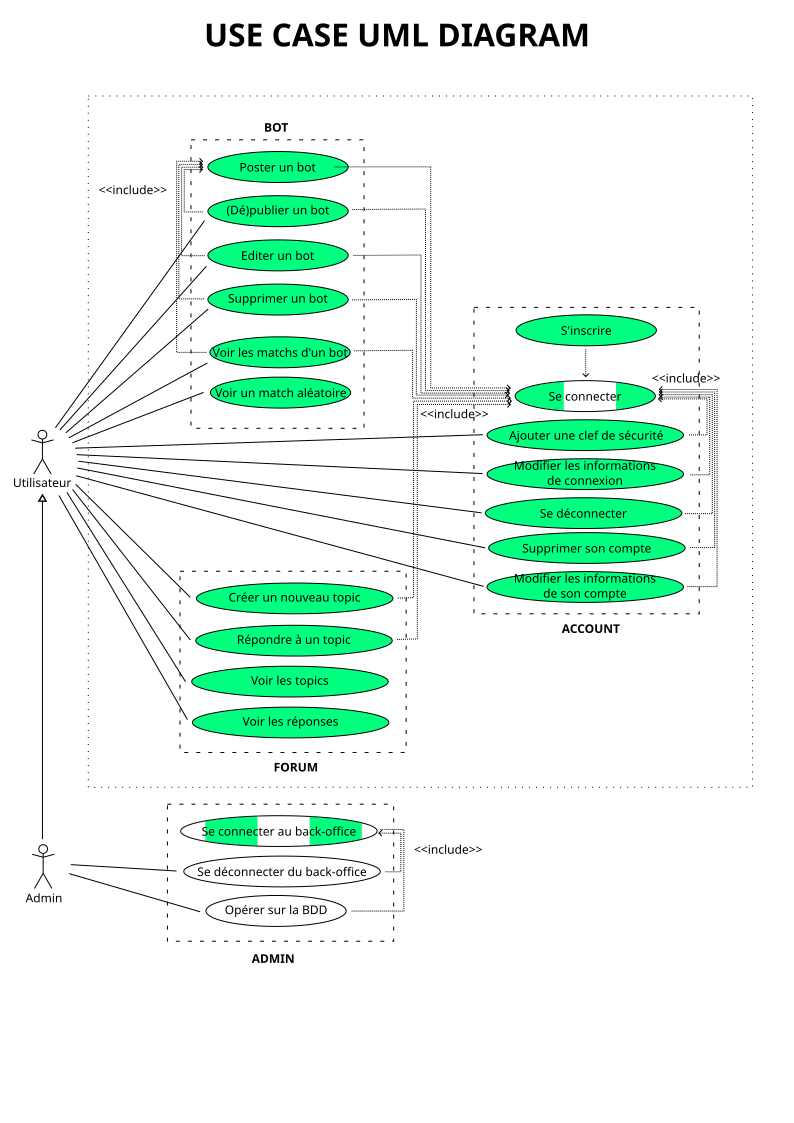 USE CASE UML DIAGRAM
BOT
Poster un bot
<<include>>
(Dé)publier un bot
Editer un bot
Supprimer un bot
Voir les matchs d'un bot
Voir un match aléatoire
S'inscrire
<<include>>
Se connecter
<<include>>
Ajouter une clef de sécurité
Modifier les informations
de connexion
Se déconnecter
Supprimer son compte
Modifier les informations
de son compte
ACCOUNT
Utilisateur
Créer un nouveau topic
Répondre à un topic
Voir les topics
Voir les réponses
FORUM
Se connecter au back-office
<<include>>
Se déconnecter du back-office
Opérer sur la BDD
Admin
ADMIN